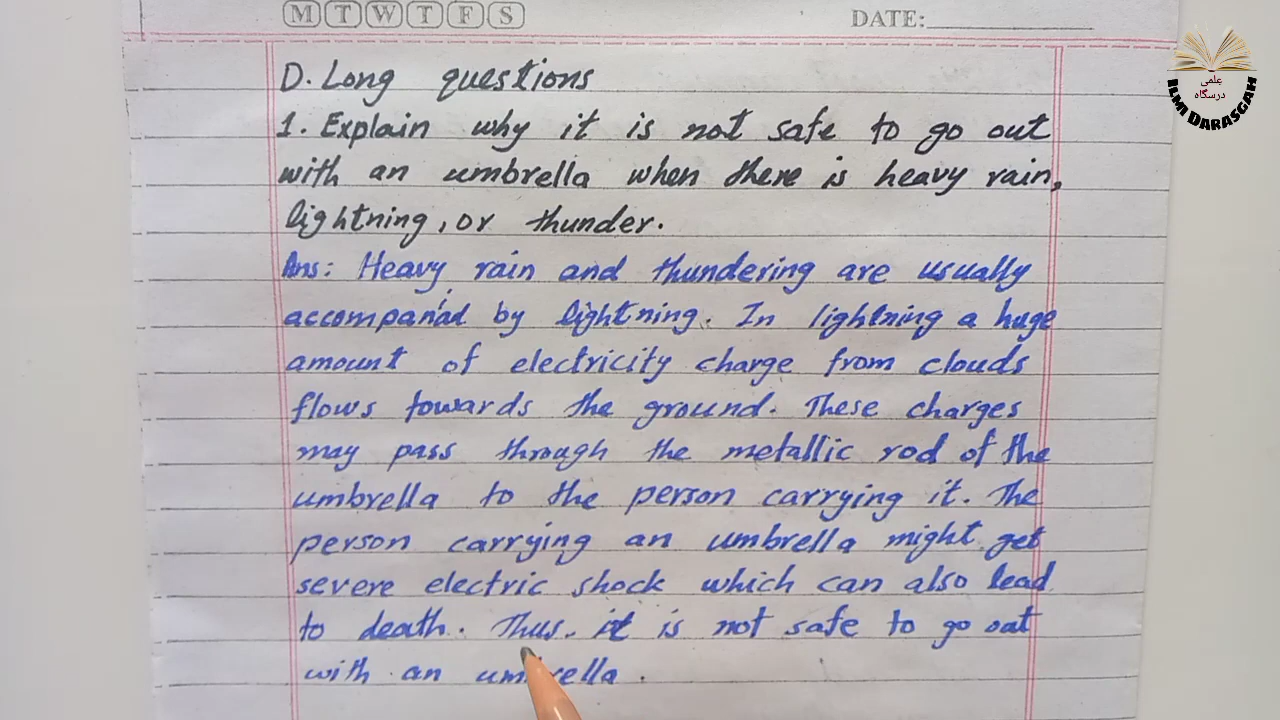 M T W T F S
DATE:
علمی
درسگاہ
ILMI DARASGAH
D. Long questions
1. Explain why it is not safe to go out
with an umbrella when there is heavy rain,
lightning, or thunder.
Ans: Heavy rain and thundering are usually
accompanied by lightning. In lightning a huge
amount of electricity charge from clouds
flows towards the ground. These charges
may pass through the metallic rod of the
umbrella to the person carrying it. The
person carrying an umbrella might get
severe electric shock which can also lead
to death. Thus. it is not safe to go out
with an umbrella.